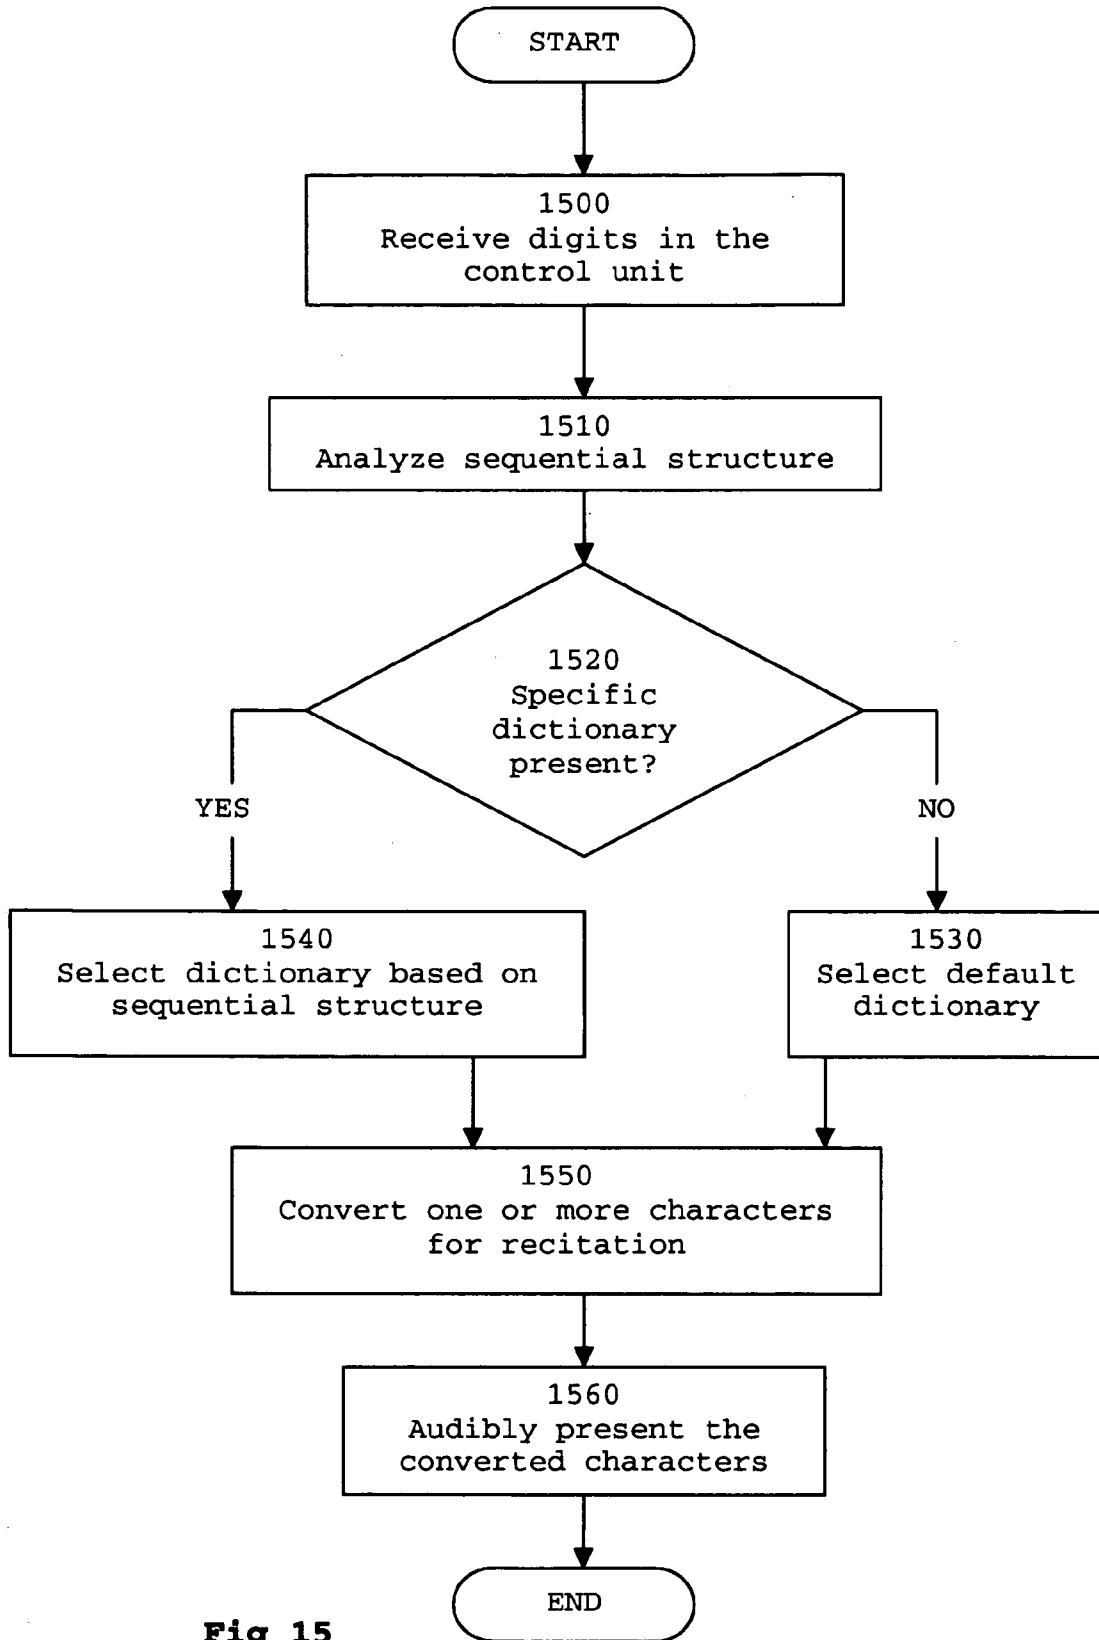 START
1500
Receive digits in the
control unit
1510
Analyze sequential structure
1520
Specific
dictionary
present?
YES
NO
1540
Select dictionary based on
sequential structure
1530
Select default
dictionary
1550
Convert one or more characters
for recitation
1560
Audibly present the
converted characters
END
Fig 15